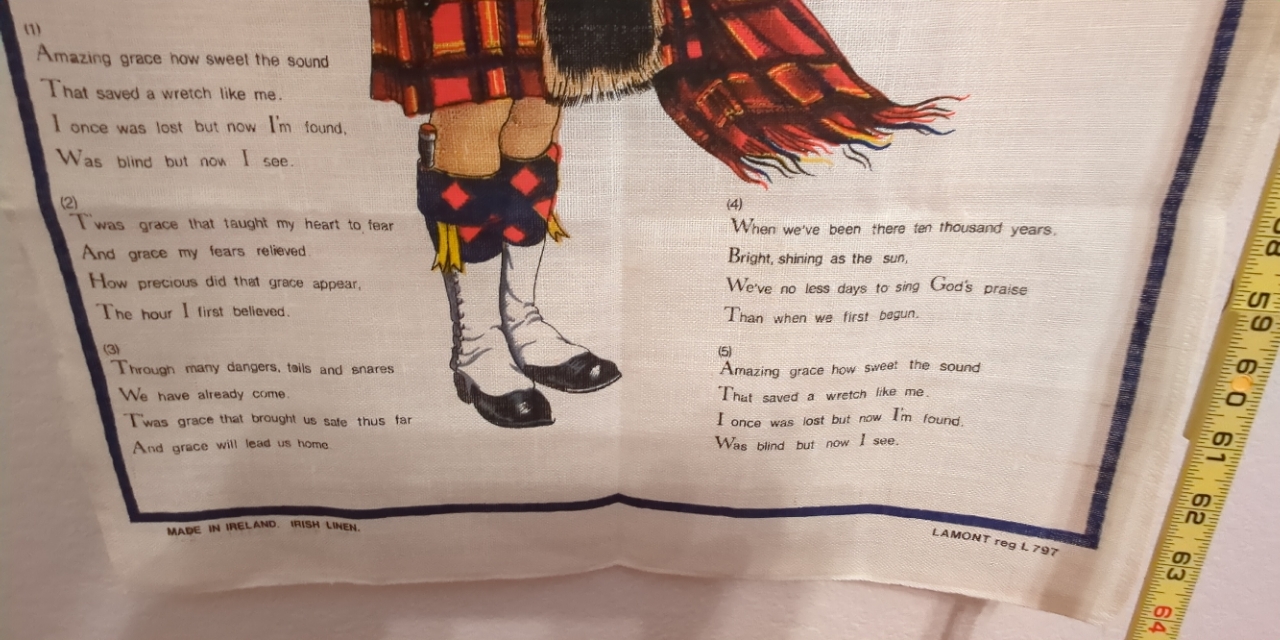 (1)
Amazing grace how sweet the sound
That saved a wretch like me.
I once was lost but now I'm found,
Was blind but now I see.
(2)
T'was grace that taught my heart to fear
And grace my fears relieved.
How precious did that grace appear,
The hour I first believed.
(3)
Through many dangers, toils and snares
We have already come.
T'was grace that brought us safe thus far
And grace will lead us home.
(4)
When we've been there ten thousand years,
Bright, shining as the sun,
We've no less days to sing God's praise
Than when we first begun.
(5)
Amazing grace how sweet the sound
That saved a wretch like me.
I once was lost but now I'm found,
Was blind but now I see.
MADE IN IRELAND. IRISH LINEN.
LAMONT reg L 797
58
59
60
61
62
63
64